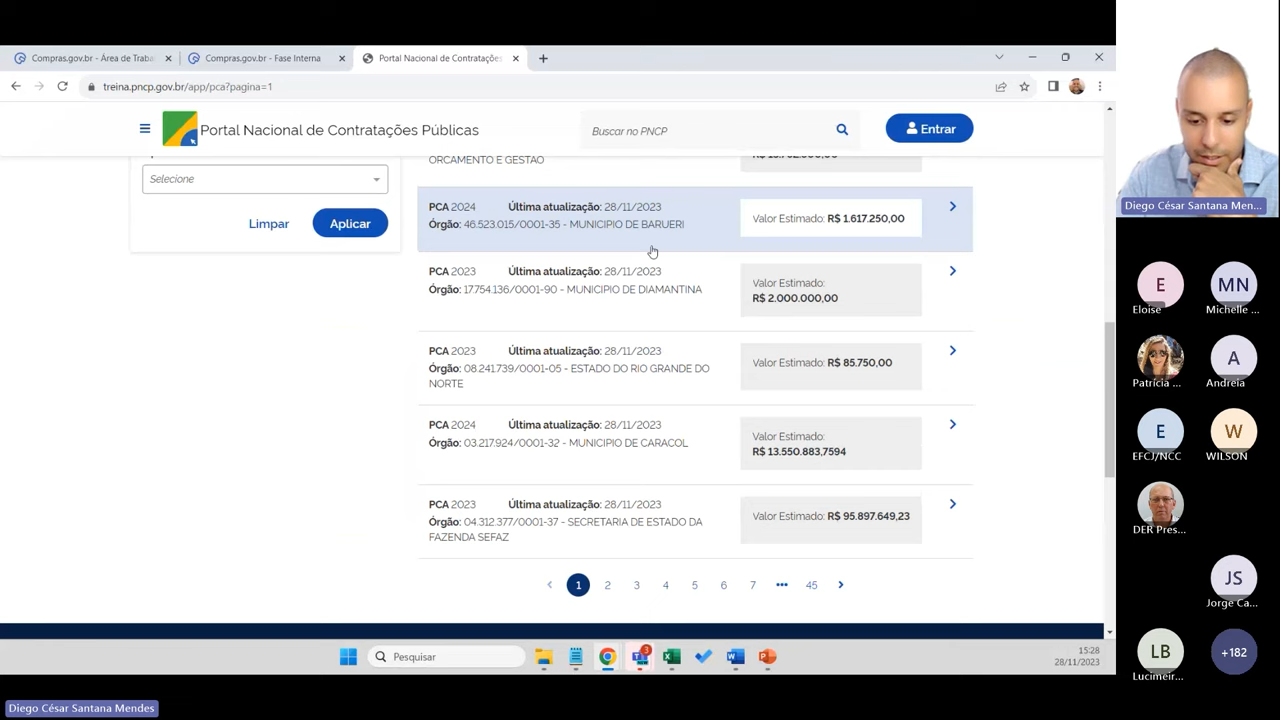 Compras.gov.br - Área de Traba
Compras.gov.br - Fase Interna
Portal Nacional de Contrataçõe
treina.pncp.gov.br/app/pca?pagina=1
Portal Nacional de Contratações Públicas
Buscar no PNCP
Entrar
Selecione
Limpar
Aplicar
ORCAMENTO E GESTAO
PCA 2024 Última atualização: 28/11/2023
Órgão: 46.523.015/0001-35 - MUNICIPIO DE BARUERI
Valor Estimado: R$ 1.617.250,00
PCA 2023 Última atualização: 28/11/2023
Órgão: 17.754.136/0001-90 - MUNICIPIO DE DIAMANTINA
Valor Estimado:
R$ 2.000.000,00
PCA 2023 Última atualização: 28/11/2023
Órgão: 08.241.739/0001-05 - ESTADO DO RIO GRANDE DO
NORTE
Valor Estimado: R$ 85.750,00
PCA 2024 Última atualização: 28/11/2023
Órgão: 03.217.924/0001-32 - MUNICIPIO DE CARACOL
Valor Estimado:
R$ 13.550.883,7594
PCA 2023 Última atualização: 28/11/2023
Órgão: 04.312.377/0001-37 - SECRETARIA DE ESTADO DA
FAZENDA SEFAZ
Valor Estimado: R$ 95.897.649,23
1 2 3 4 5 6 7 ••• 45
Pesquisar
3
15:28
28/11/2023
Diego César Santana Mendes
Diego César Santana Men...
E
Eloise
MN
Michelle ...
Patrícia ...
A
Andréia
E
EFCJ/NCC
W
WILSON
DER Pres...
JS
Jorge Ca...
LB
Lucimeir...
+182